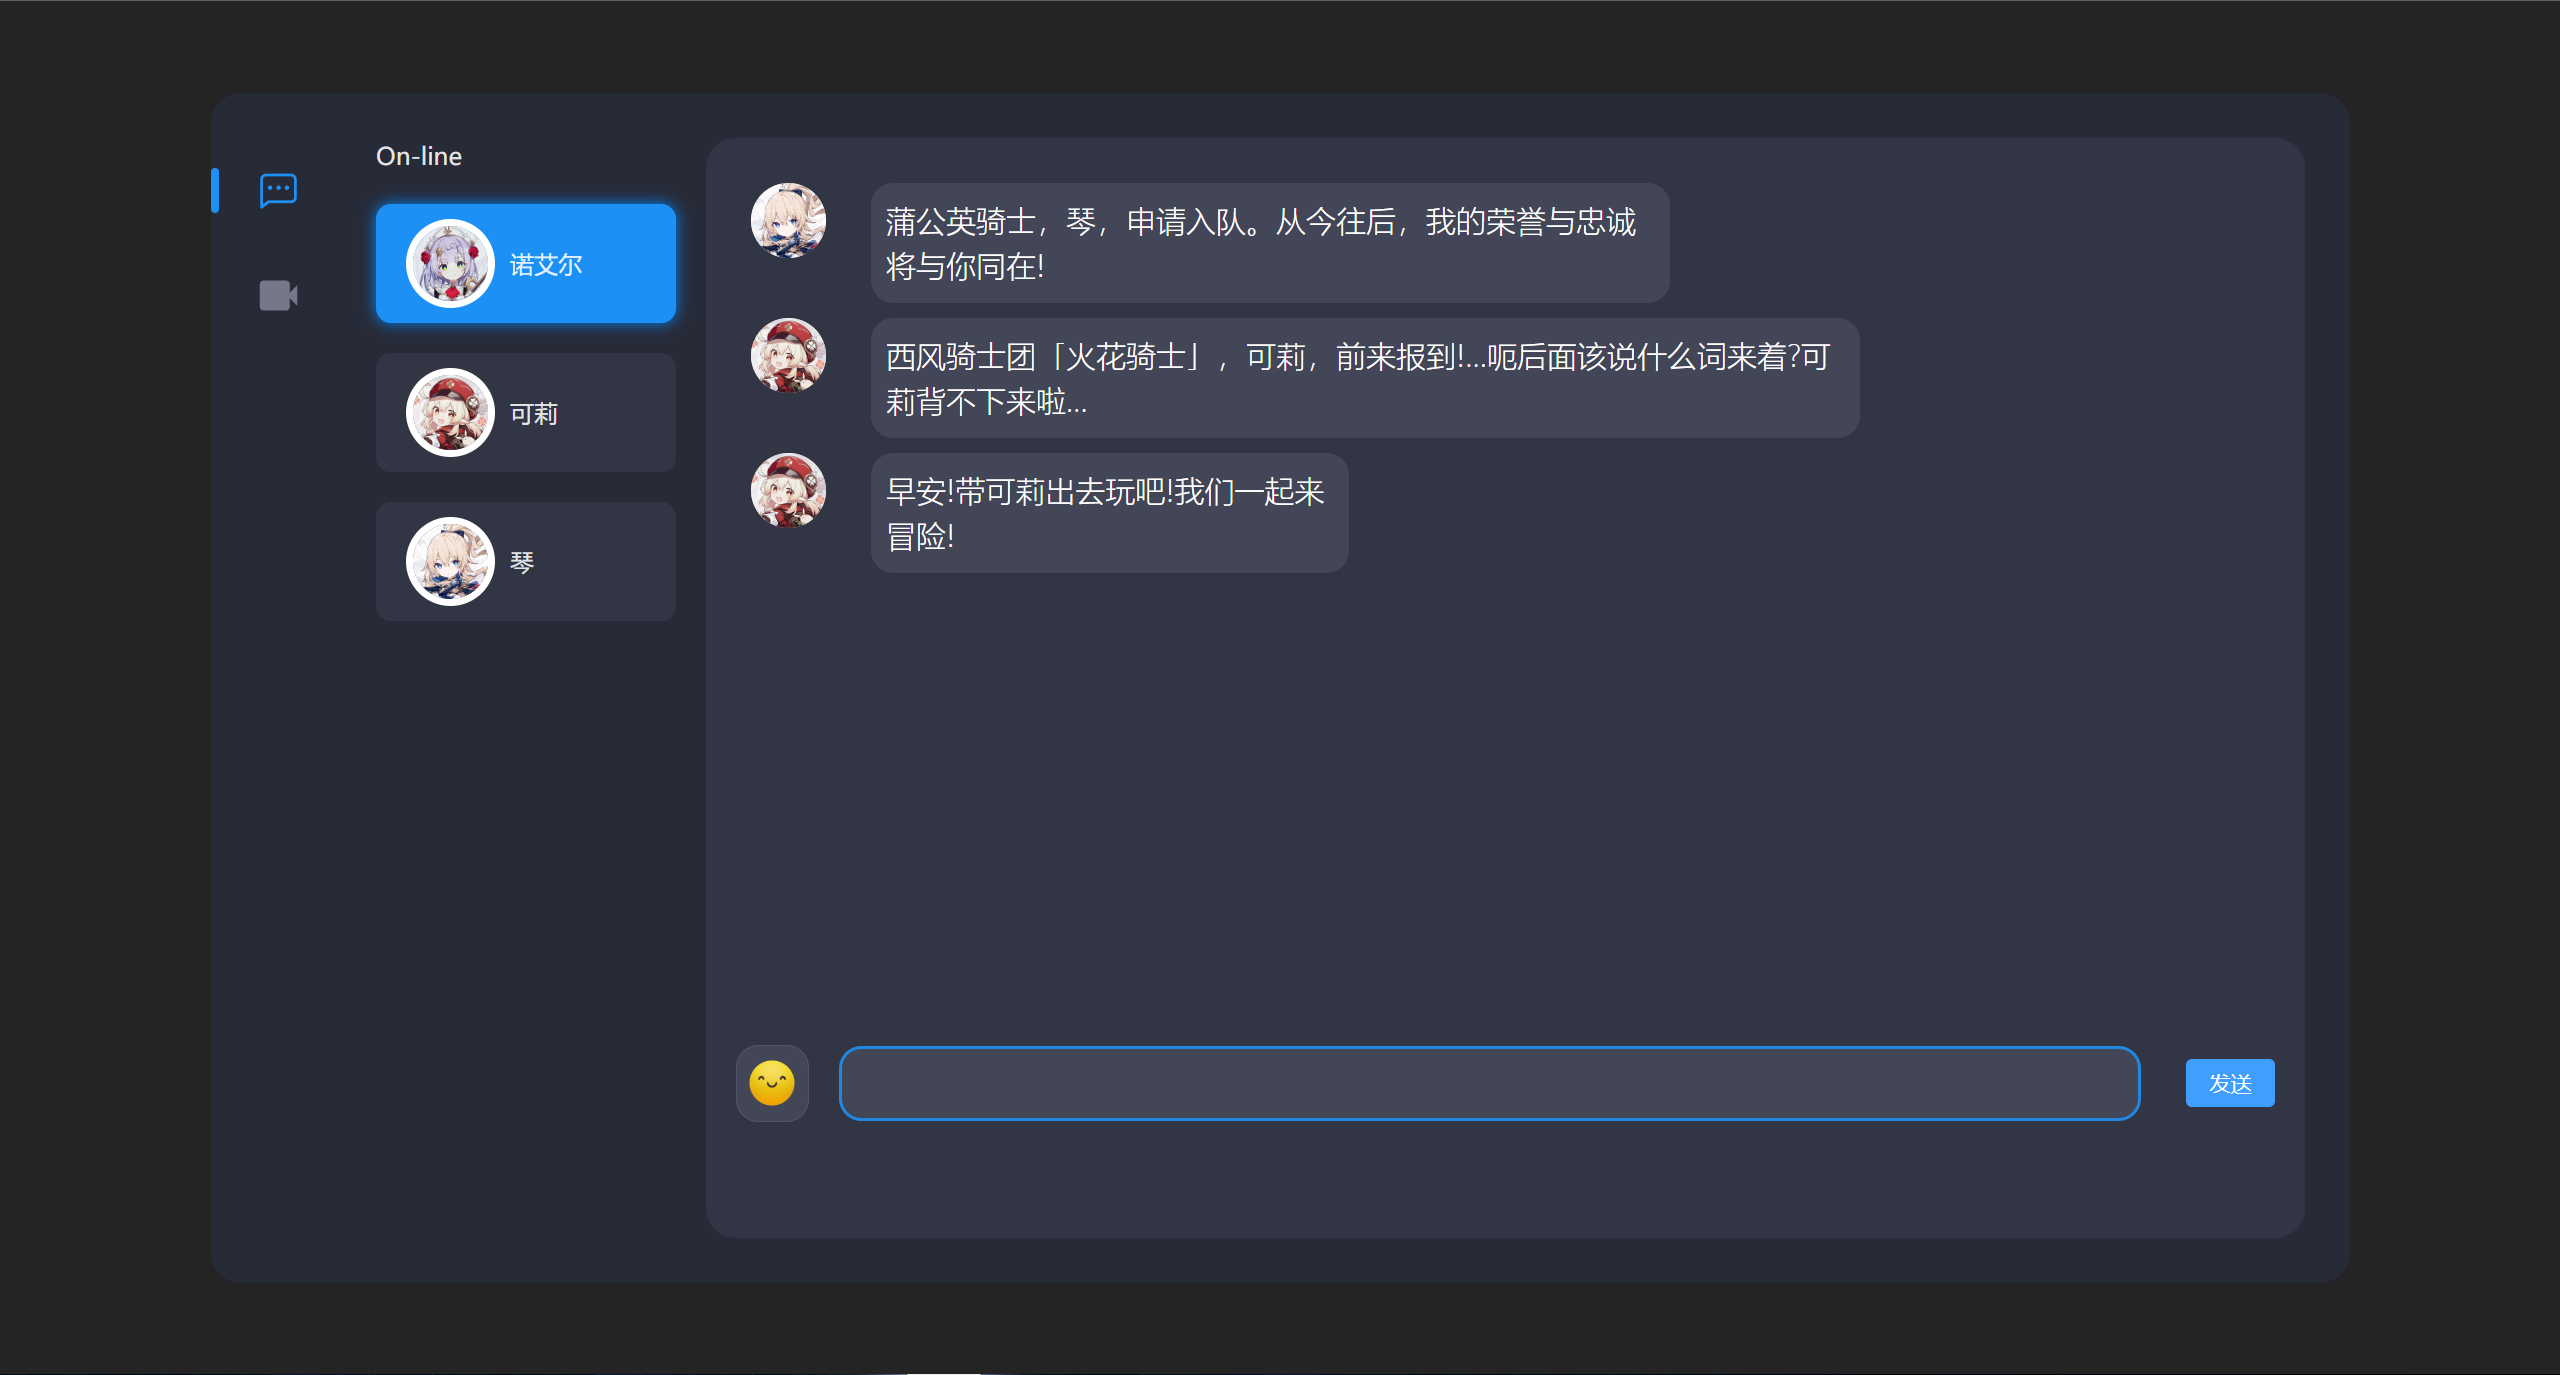 On-line
诺艾尔
可莉
琴
蒲公英骑士，琴，申请入队。从今往后，我的荣誉与忠诚
将与你同在!
西风骑士团「火花骑士」，可莉，前来报到!...呃后面该说什么词来着?可
莉背不下来啦...
早安!带可莉出去玩吧!我们一起来
冒险!
发送